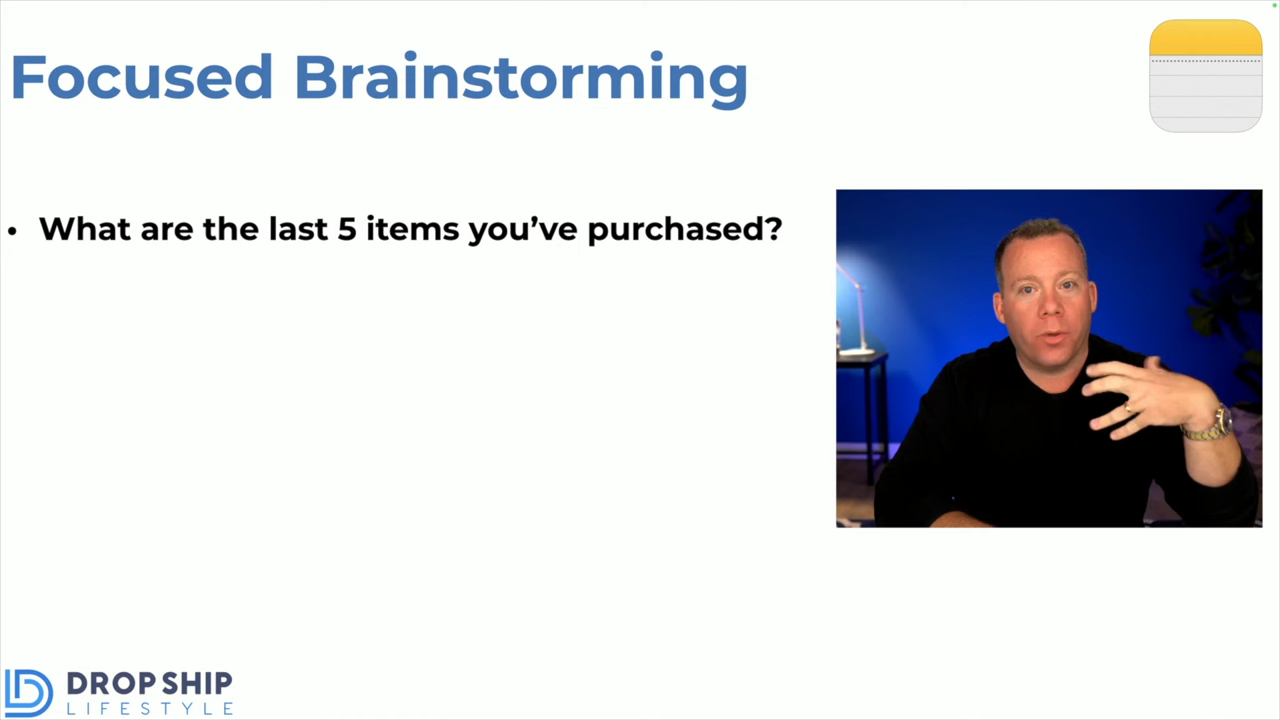 Focused Brainstorming
• What are the last 5 items you’ve purchased?
DROP SHIP
LIFESTYLE